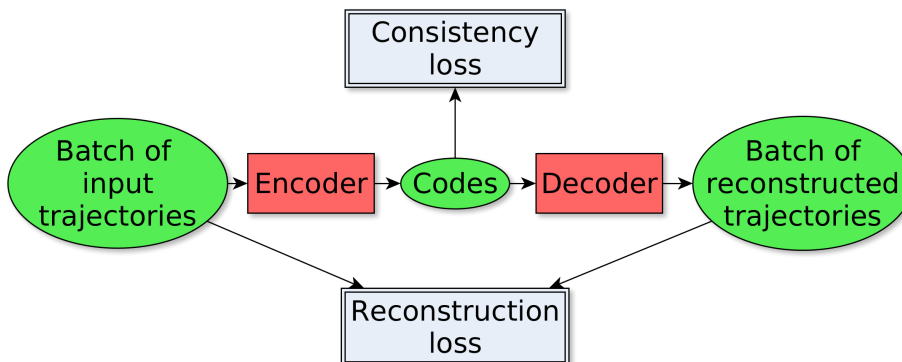 Consistency
loss
Batch of
input
trajectories
Encoder
Codes
Decoder
Batch of
reconstructed
trajectories
Reconstruction
loss